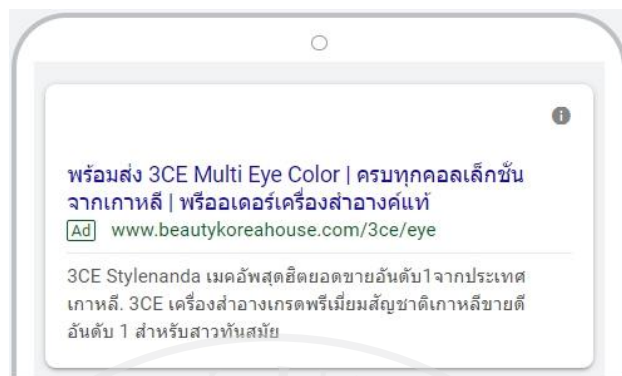 พร้อมส่ง 3CE Multi Eye Color | ครบทุกคอลเล็กชั่น
จากเกาหลี | พรีออเดอร์เครื่องสำอางค์แท้
Ad www.beautykoreahouse.com/3ce/eye
3CE Stylenanda เมคอัพสุดฮิตยอดขายอันดับ1จากประเทศ
เกาหลี. 3CE เครื่องสำอางเกรดพรีเมี่ยมสัญชาติเกาหลีขายดี
อันดับ 1 สำหรับสาวทันสมัย